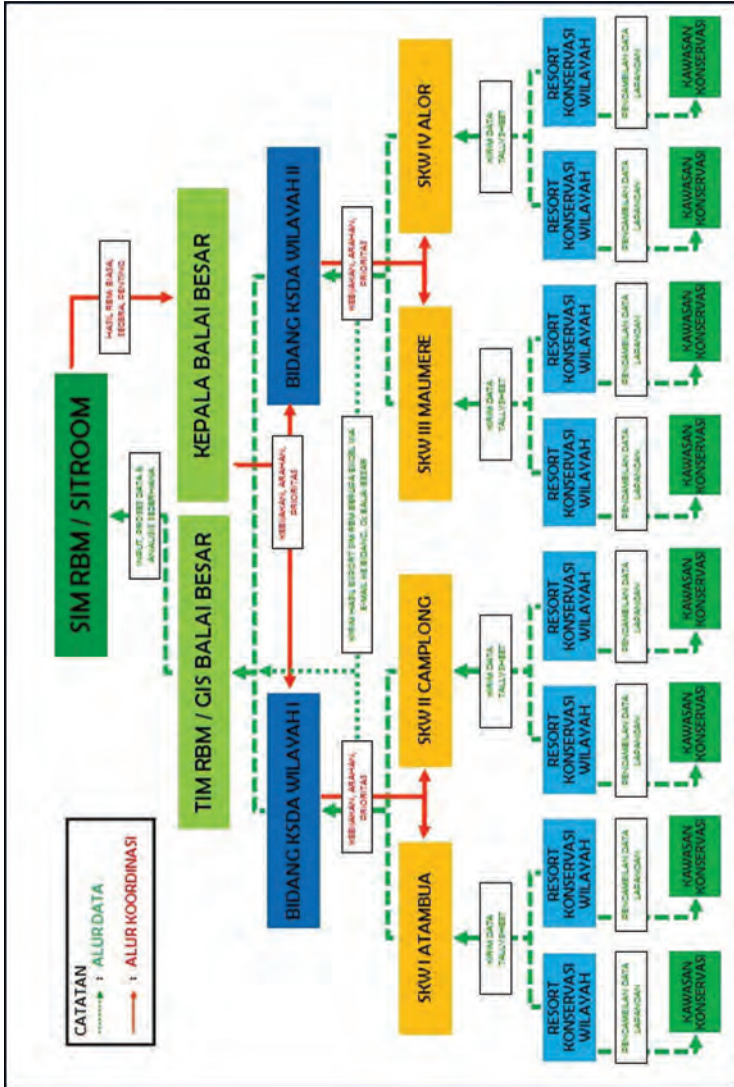 CATATAN
: ALUR DATA
: ALUR KOORDINASI
SIM RBM / SITROOM
INPUT, PROSES DATA &
ANALISIS SEDERHANA
HASIL RBM BIASA,
SEGERA, PENTING
TIM RBM / GIS BALAI BESAR
KEPALA BALAI BESAR
KEBIJAKAN, ARAHAN,
PRIORITAS
BIDANG KSDA WILAYAH I
BIDANG KSDA WILAYAH II
KEBIJAKAN, ARAHAN,
PRIORITAS
KIRIM HASIL EXPORT SIM RBM BERUPA EXCEL VIA
E-MAIL KE BIDANG, CC BALAI BESAR
KEBIJAKAN, ARAHAN,
PRIORITAS
SKW I ATAMBUA
SKW II CAMPLONG
SKW III MAUMERE
SKW IV ALOR
KIRIM DATA
TALLYSHEET
KIRIM DATA
TALLYSHEET
KIRIM DATA
TALLYSHEET
KIRIM DATA
TALLYSHEET
RESORT
KONSERVASI
WILAYAH
RESORT
KONSERVASI
WILAYAH
RESORT
KONSERVASI
WILAYAH
RESORT
KONSERVASI
WILAYAH
RESORT
KONSERVASI
WILAYAH
RESORT
KONSERVASI
WILAYAH
RESORT
KONSERVASI
WILAYAH
RESORT
KONSERVASI
WILAYAH
PENGAMBILAN DATA
LAPANGAN
PENGAMBILAN DATA
LAPANGAN
PENGAMBILAN DATA
LAPANGAN
PENGAMBILAN DATA
LAPANGAN
PENGAMBILAN DATA
LAPANGAN
PENGAMBILAN DATA
LAPANGAN
PENGAMBILAN DATA
LAPANGAN
PENGAMBILAN DATA
LAPANGAN
KAWASAN
KONSERVASI
KAWASAN
KONSERVASI
KAWASAN
KONSERVASI
KAWASAN
KONSERVASI
KAWASAN
KONSERVASI
KAWASAN
KONSERVASI
KAWASAN
KONSERVASI
KAWASAN
KONSERVASI